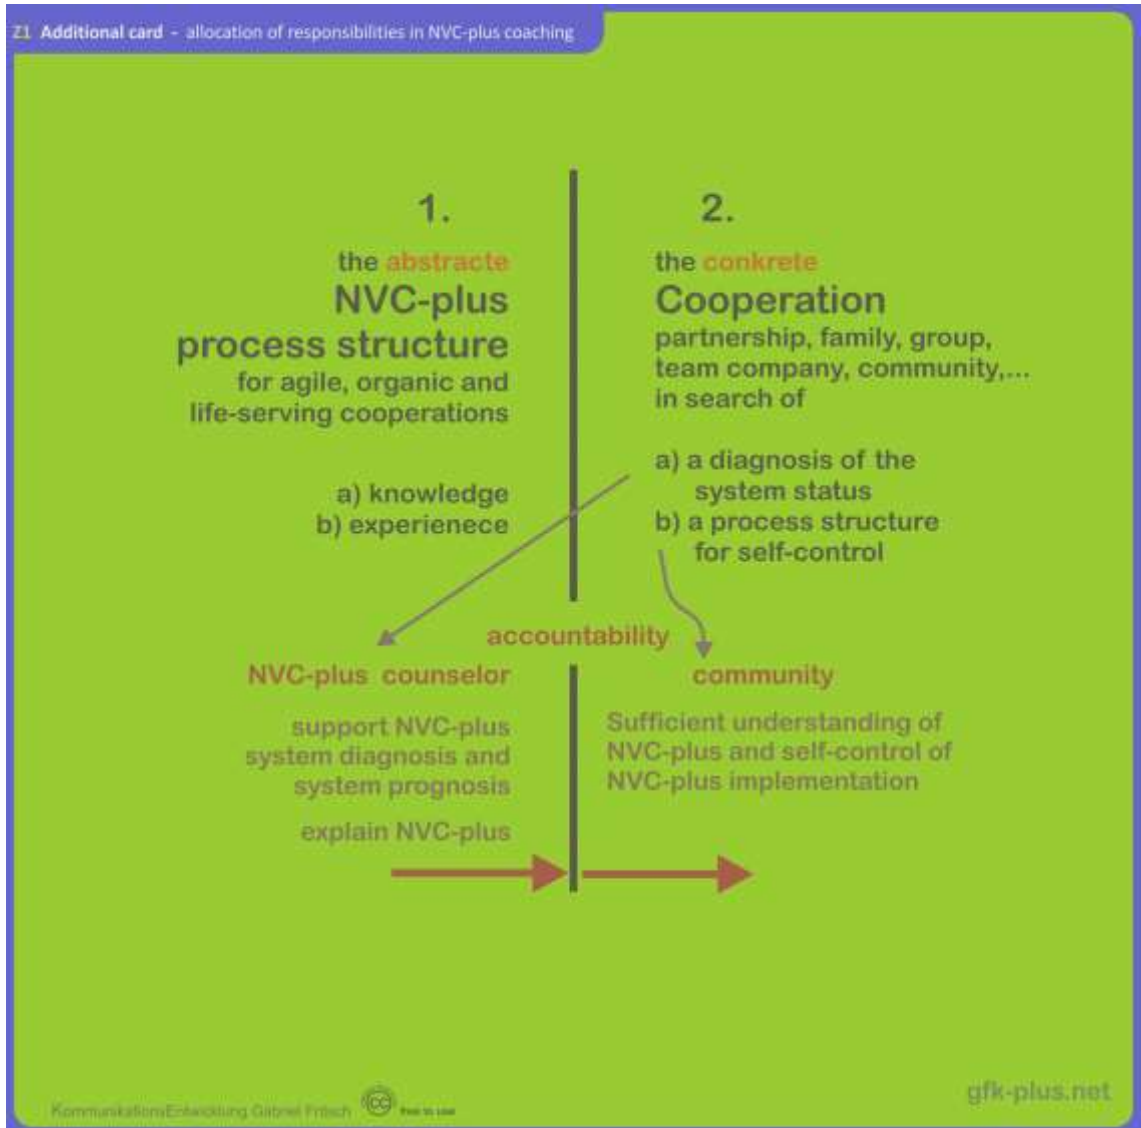 Z1 Additional card - allocation of responsibilities in NVC-plus coaching
1.
the abstracte
NVC-plus
process structure
for agile, organic and
life-serving cooperations
a) knowledge
b) experienece
2.
the conkrete
Cooperation
partnership, family, group,
team company, community,...
in search of
a) a diagnosis of the
system status
b) a process structure
for self-control
accountability
NVC-plus counselor
support NVC-plus
system diagnosis and
system prognosis
explain NVC-plus
community
Sufficient understanding of
NVC-plus and self-control of
NVC-plus implementation
KommunikationsEntwicklung Gabriel Fritsch
CC
free to use
gfk-plus.net